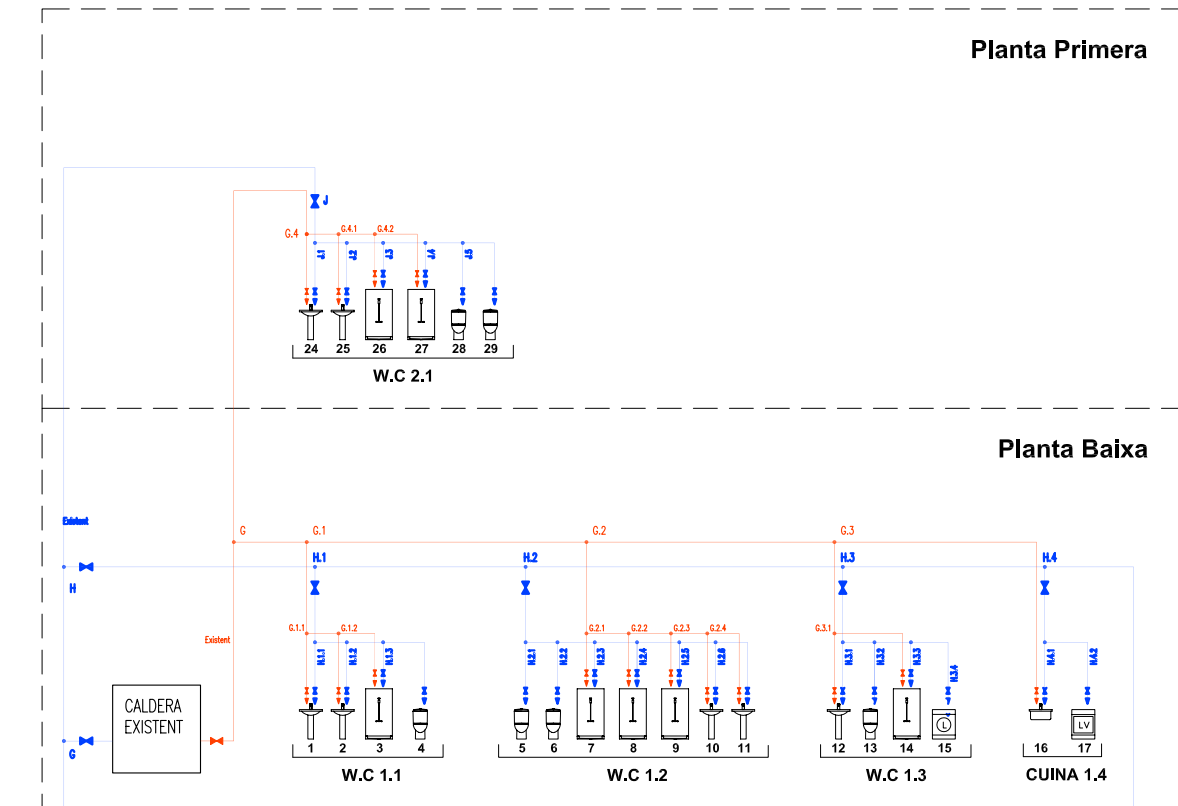 Planta Primera
J
G.4
G.4.1
G.4.2
J.1
J.2
J.3
J.4
J.5
24
25
26
27
28
29
W.C 2.1
Planta Baixa
Existent
G
G.1
G.2
G.3
H
H.1
H.2
H.3
H.4
Existent
G.1.1
G.1.2
G.2.1
G.2.2
G.2.3
G.2.4
G.3.1
H.1.1
H.1.2
H.1.3
H.2.1
H.2.2
H.2.3
H.2.4
H.2.5
H.2.6
H.3.1
H.3.2
H.3.3
H.3.4
H.4.1
H.4.2
CALDERA
EXISTENT
G
L
LV
1
2
3
4
5
6
7
8
9
10
11
12
13
14
15
16
17
W.C 1.1
W.C 1.2
W.C 1.3
CUINA 1.4